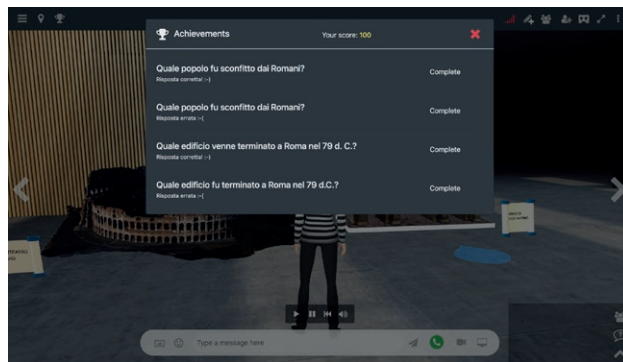 Achievements
Your score: 100
Quale popolo fu sconfitto dai Romani?
Complete
Risposta corretta! :-)
Quale popolo fu sconfitto dai Romani?
Complete
Risposta errata :-(
Quale edificio venne terminato a Roma nel 79 d. C.?
Complete
Risposta corretta! :-)
Quale edificio fu terminato a Roma nel 79 d.C.?
Complete
Risposta errata :-(
Type a message here